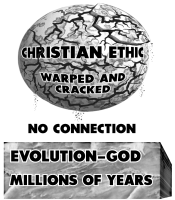 CHRISTIAN ETHIC
WARPED AND
CRACKED
NO CONNECTION
EVOLUTION-GOD
MILLIONS OF YEARS